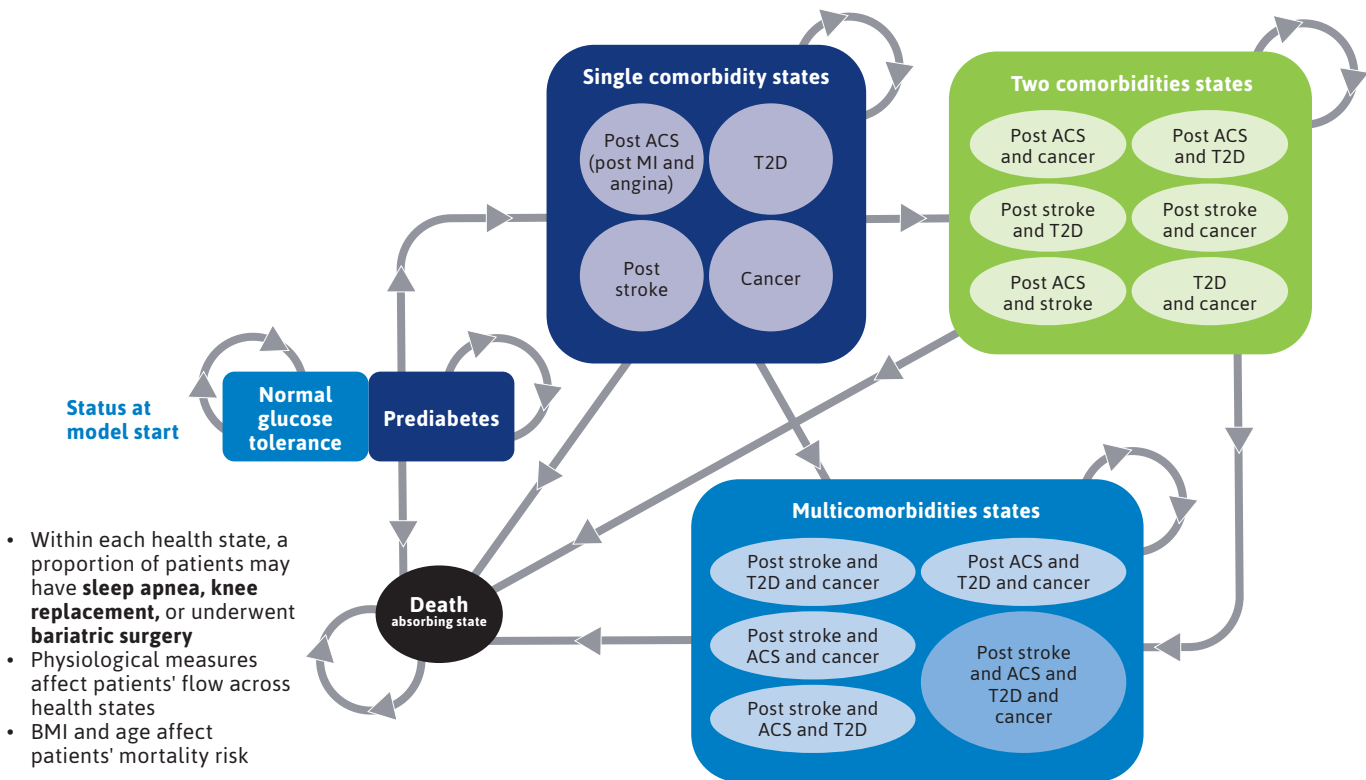 Single comorbidity states
Post ACS
(post MI and
angina)
T2D
Post
stroke
Cancer
Two comorbidities states
Post ACS
and cancer
Post ACS
and T2D
Post stroke
and T2D
Post stroke
and cancer
Post ACS
and stroke
T2D
and cancer
Status at
model start
Normal
glucose
tolerance
Prediabetes
Multicomorbidities states
Post stroke and
T2D and cancer
Post ACS and
T2D and cancer
Post stroke and
ACS and cancer
Post stroke
and ACS and
T2D and
cancer
Post stroke and
ACS and T2D
Death
absorbing state
• Within each health state, a
proportion of patients may
have sleep apnea, knee
replacement, or underwent
bariatric surgery
• Physiological measures
affect patients' flow across
health states
• BMI and age affect
patients' mortality risk